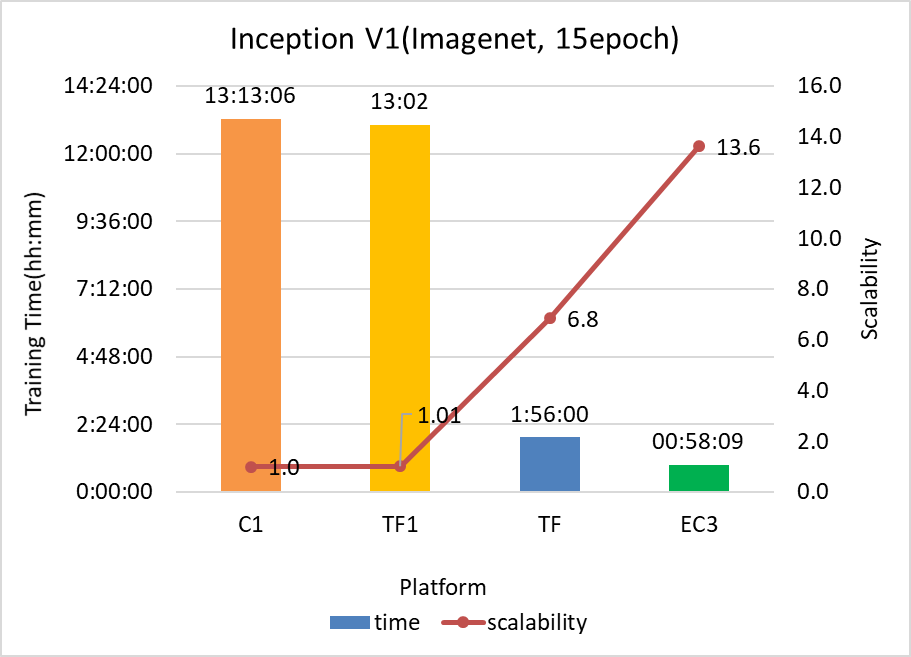 Inception V1(Imagenet, 15epoch)
14:24:00
12:00:00
9:36:00
7:12:00
4:48:00
2:24:00
0:00:00
Training Time(hh:mm)
13:13:06
13:02
1:56:00
00:58:09
1.0
1.01
6.8
13.6
16.0
14.0
12.0
10.0
8.0
6.0
4.0
2.0
0.0
Scalability
C1
TF1
TF
EC3
Platform
time
scalability